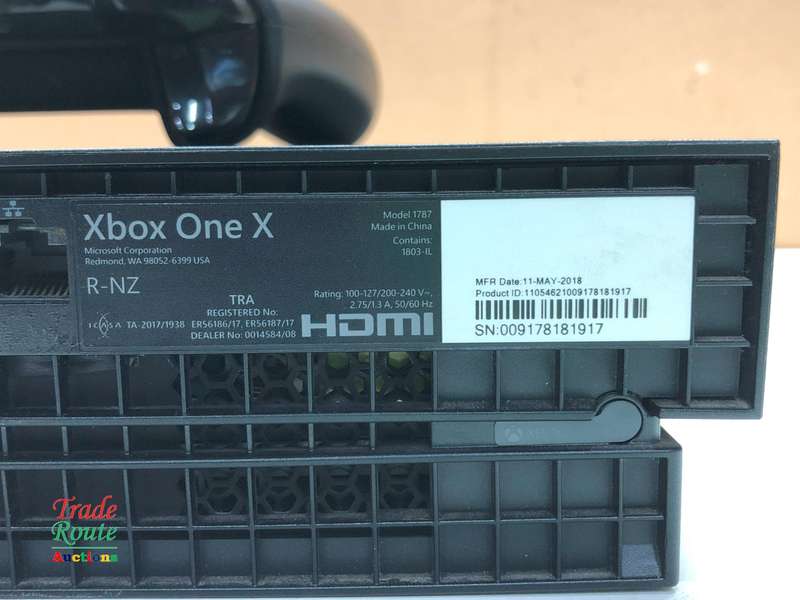 Xbox One X
Microsoft Corporation
Redmond, WA 98052-6399 USA
R-NZ
ICASA TA-2017/1938
TRA
REGISTERED No:
ER56186/17, ER56187/17
DEALER No: 0014584/08
Model 1787
Made in China
Contains:
1803-IL
Rating: 100-127/200-240 V~,
2.75/1.3 A, 50/60 Hz
HDMI
MFR Date:11-MAY-2018
Product ID:11054621009178181917
SN:009178181917
Trade
Route
Auctions